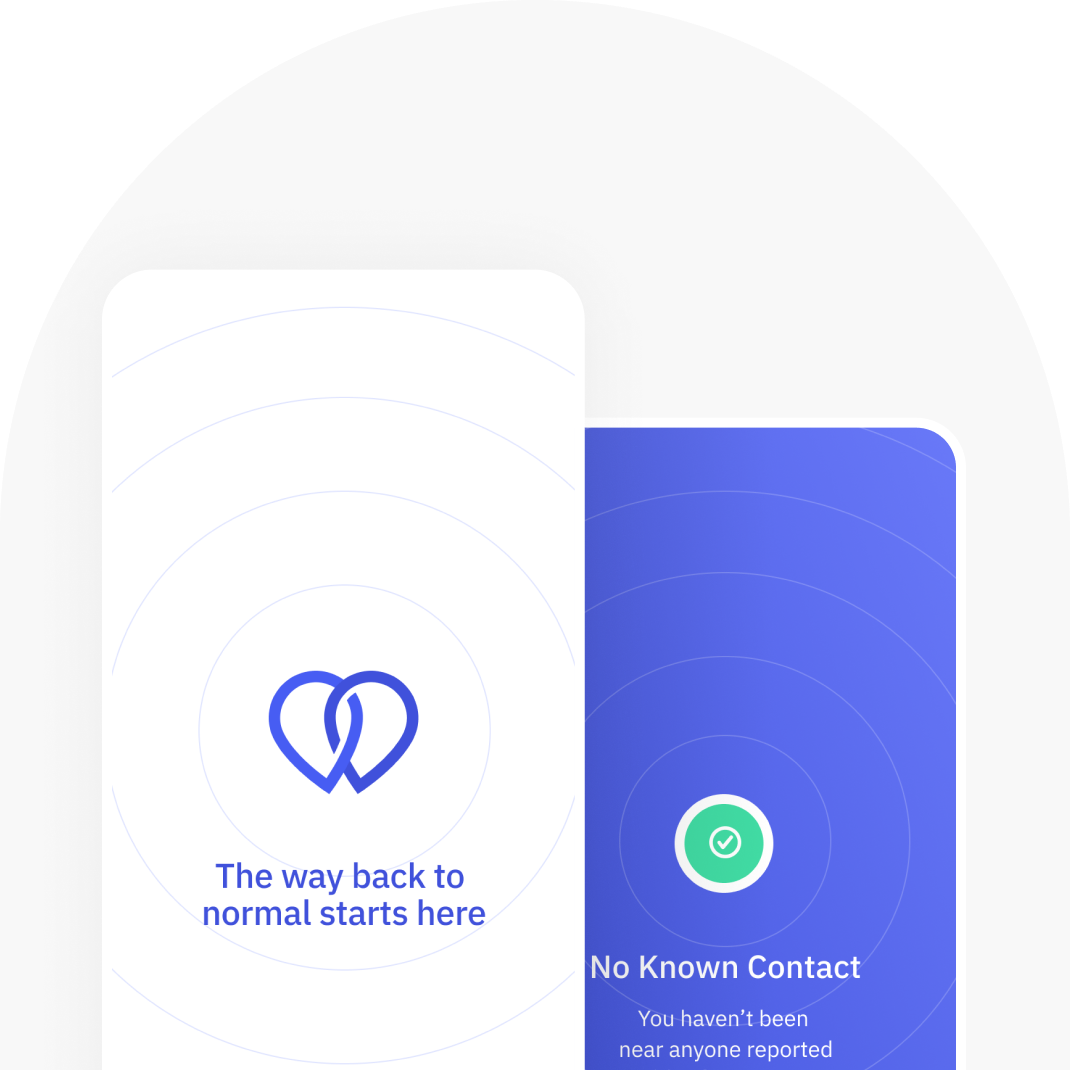 The way back to
normal starts here
No Known Contact
You haven’t been
near anyone reported